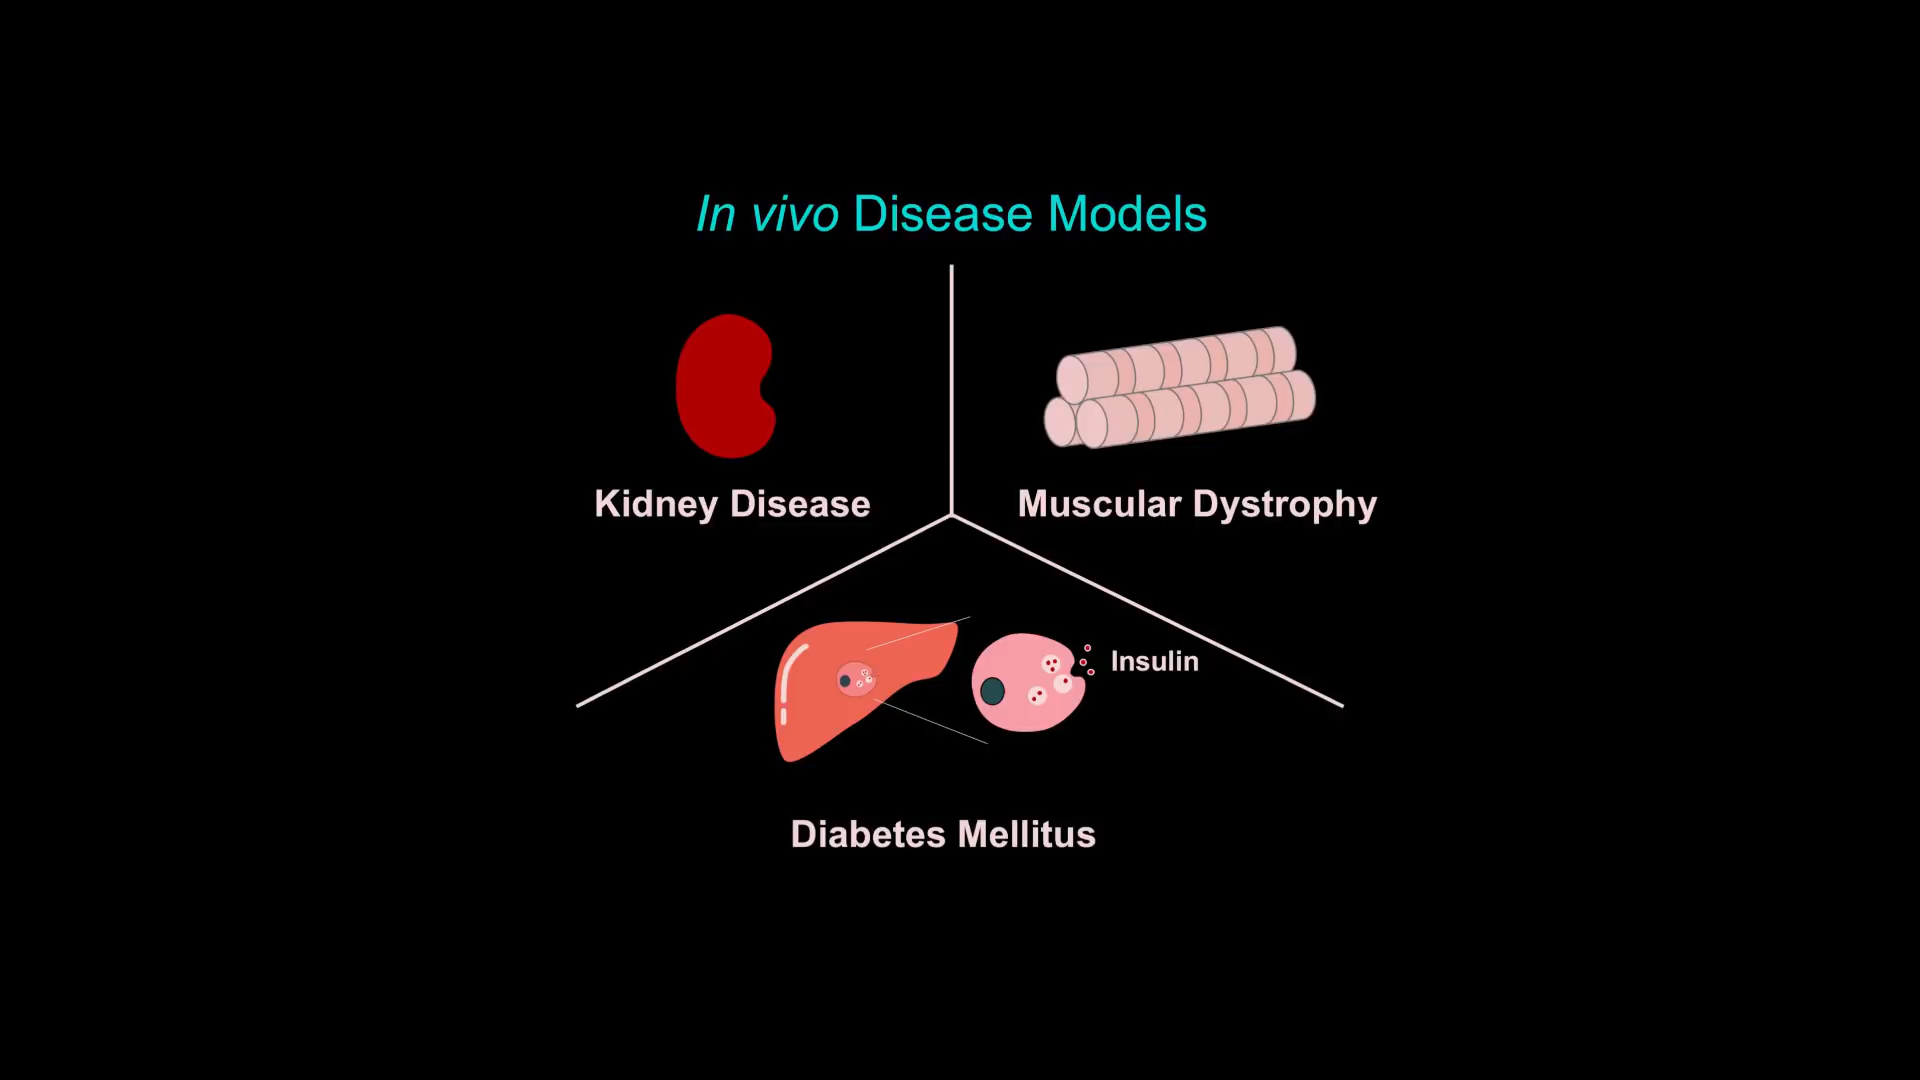 In vivo Disease Models
Kidney Disease
Muscular Dystrophy
Insulin
Diabetes Mellitus